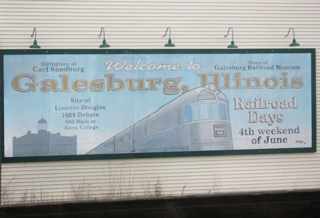 Welcome to
Birthplace of
Carl Sandburg
Home of
Galesburg Railroad Museum
Galesburg, Illinois
Site of
Lincoln-Douglas
1858 Debate
Old Main at
Knox College
Railroad
Days
4th weekend
of June